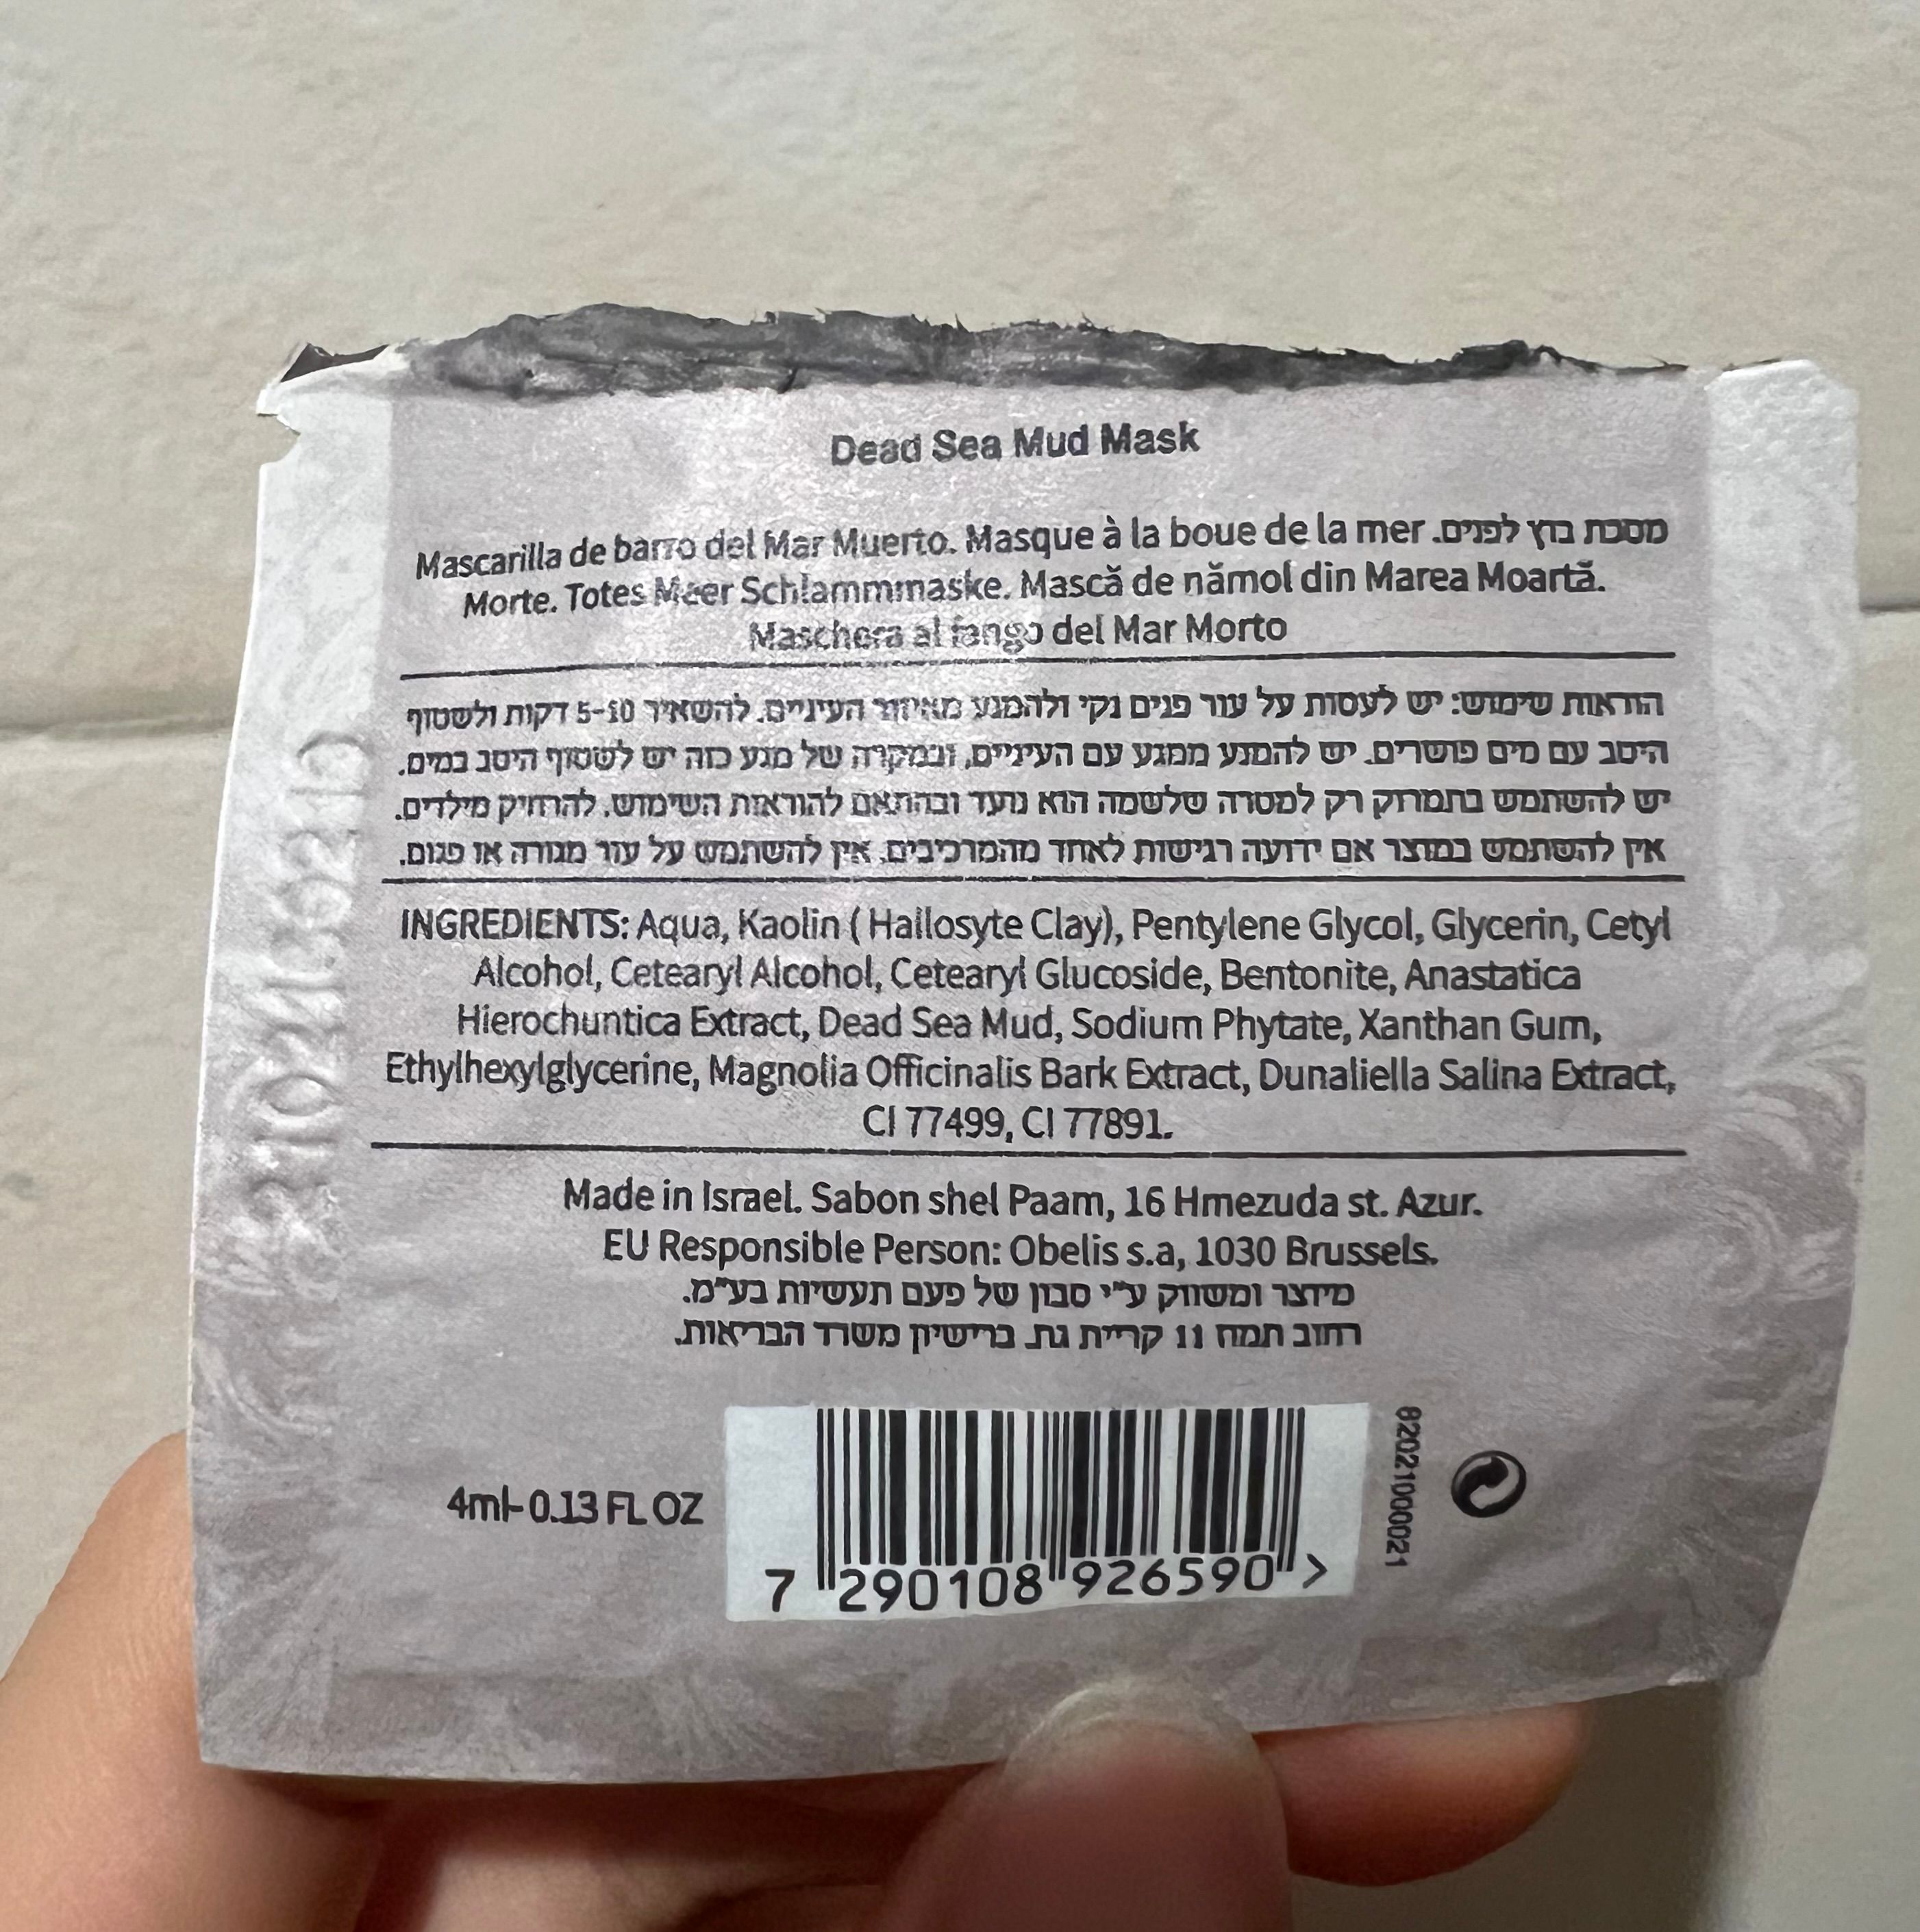 Dead Sea Mud Mask
Mascarilla de barro del Mar Muerto. Masque à la boue de la mer מסכת בוץ לפנים.
Morte. Totes Meer Schlammmaske. Mască de nămol din Marea Moartă.
Maschera al fango del Mar Morto
הוראות שימוש: יש לעסות על עור פנים נקי ולהמנע מאיזור העיניים. להשאיר 5-10 דקות ולשטוף
היטב עם מים פושרים. יש להמנע ממגע עם העיניים, ובמקרה של מגע כזה יש לשטוף היטב במים.
יש להשתמש בתמרוק רק למטרה שלשמה הוא נועד ובהתאם להוראות השימוש. להרחיק מילדים.
אין להשתמש במוצר אם ידועה רגישות לאחד מהמרכיבים. אין להשתמש על עור מגורה או פגום.
INGREDIENTS: Aqua, Kaolin ( Hallosyte Clay), Pentylene Glycol, Glycerin, Cetyl
Alcohol, Cetearyl Alcohol, Cetearyl Glucoside, Bentonite, Anastatica
Hierochuntica Extract, Dead Sea Mud, Sodium Phytate, Xanthan Gum,
Ethylhexylglycerine, Magnolia Officinalis Bark Extract, Dunaliella Salina Extract,
CI 77499, CI 77891.
Made in Israel. Sabon shel Paam, 16 Hmezuda st. Azur.
EU Responsible Person: Obelis s.a, 1030 Brussels.
מיוצר ומשווק ע"י סבון של פעם תעשיות בע"מ.
רחוב תמח 11 קריית גת. ברישיון משרד הבריאות.
4ml-0.13 FL OZ
7 290108 926590 >
82021000021